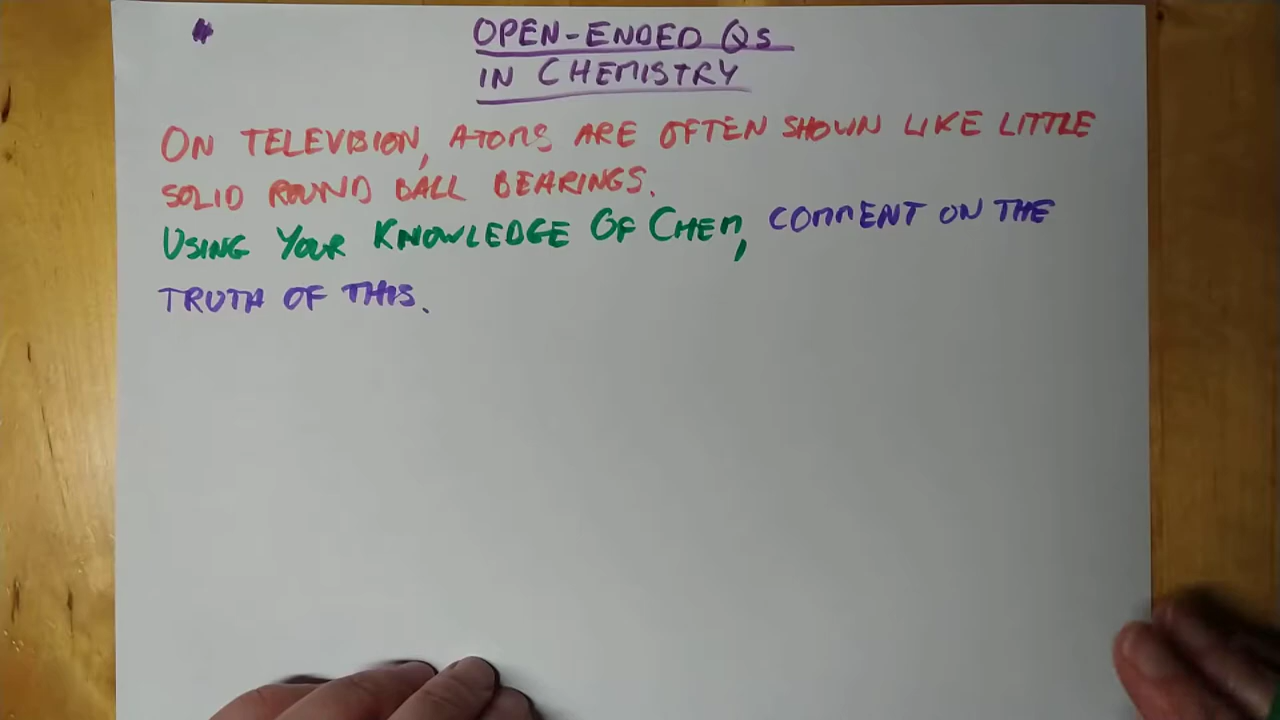 OPEN-ENDED QS
IN CHEMISTRY
ON TELEVISION, ATOMS ARE OFTEN SHOWN LIKE LITTLE
SOLID ROUND BALL BEARINGS.
USING YOUR KNOWLEDGE OF CHEM, COMMENT ON THE
TRUTH OF THIS.